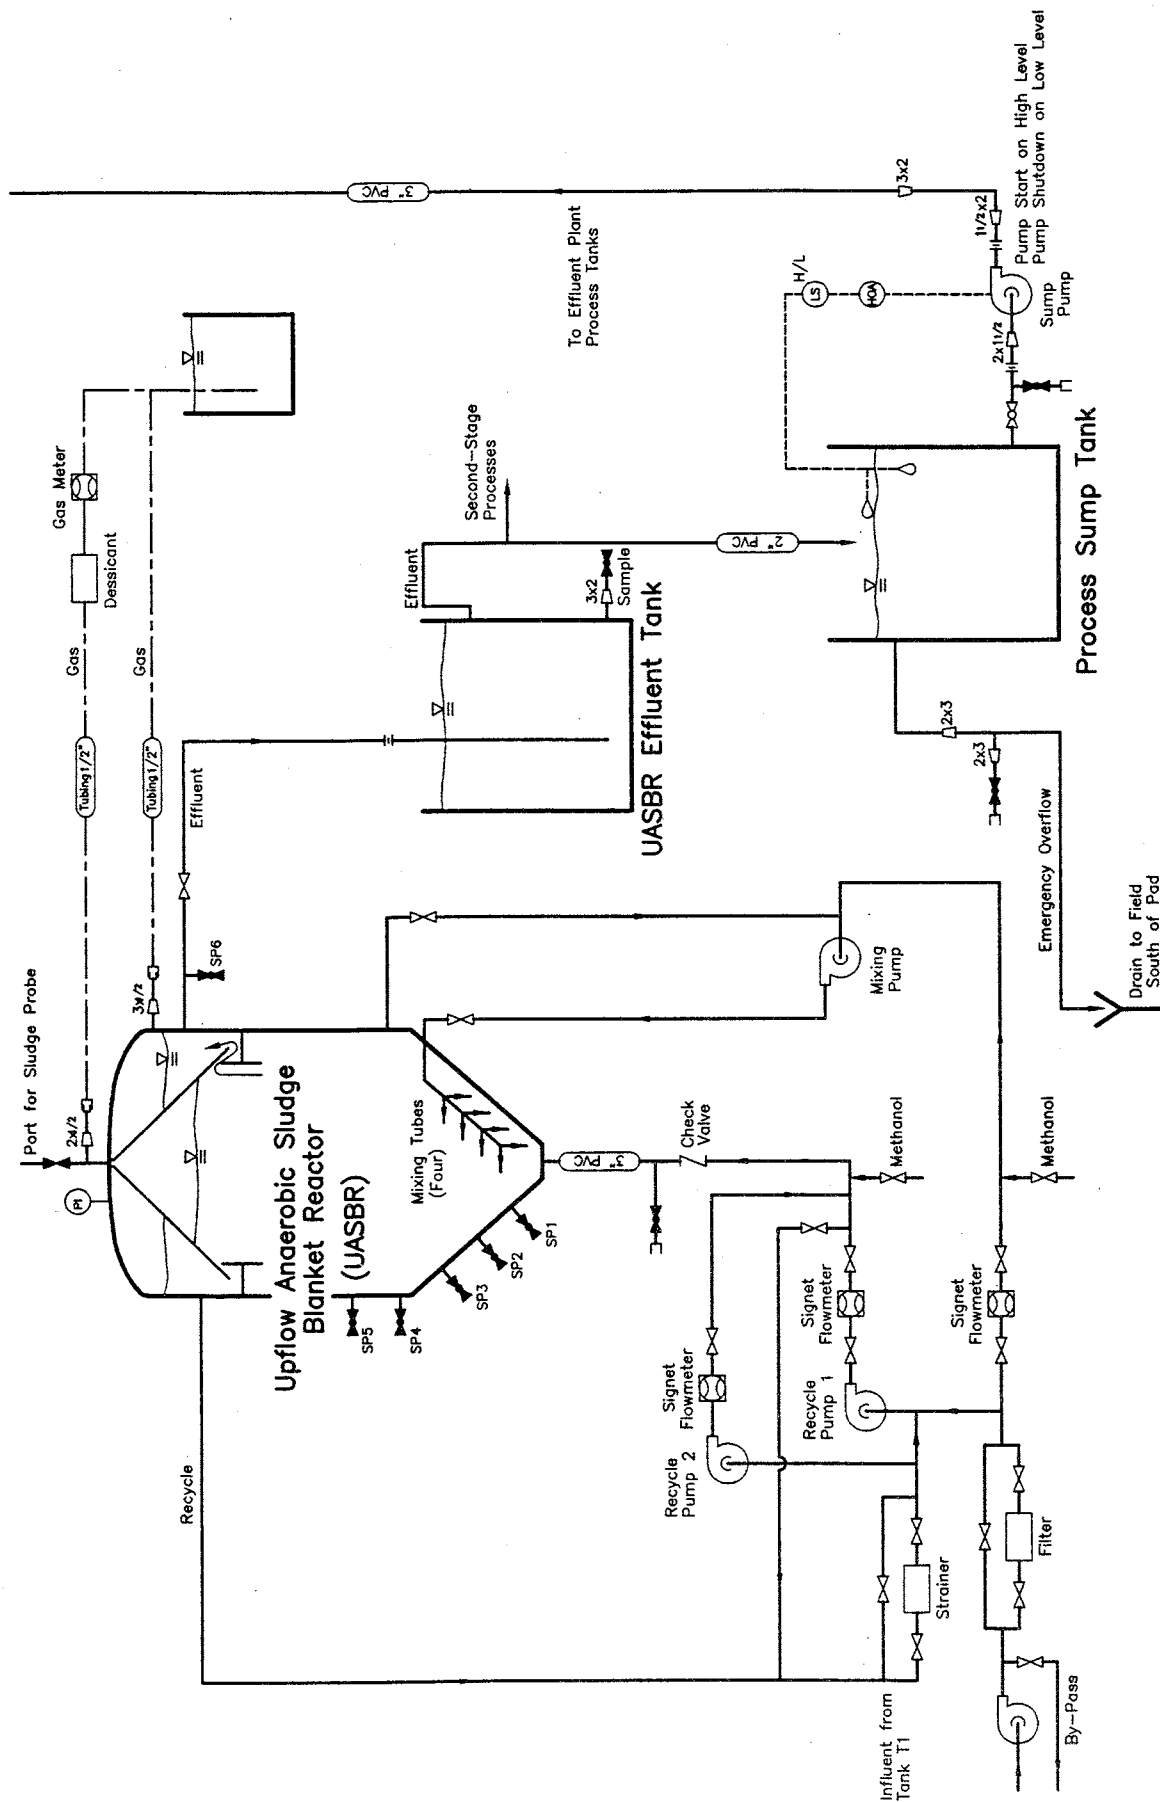 Port for Sludge Probe
PI
2x1/2
Tubing1/2"
Gas
Dessicant
Gas Meter
3x1/2
Tubing1/2"
Gas
SP6
Effluent
Recycle
Upflow Anaerobic Sludge
Blanket Reactor
(UASBR)
SP5
SP4
SP3
SP2
SP1
Mixing Tubes
(Four)
3" PVC
Check
Valve
Mixing
Pump
Effluent
Second-Stage
Processes
3x2
Sample
UASBR Effluent Tank
2" PVC
3" PVC
To Effluent Plant
Process Tanks
3x2
H/L
LS
HOA
1 1/2x2
Pump Start on High Level
Pump Shutdown on Low Level
Sump
Pump
2x1 1/2
Process Sump Tank
2x3
2x3
Emergency Overflow
Drain to Field
South of Pad
Signet
Flowmeter
Recycle
Pump 2
Signet
Flowmeter
Recycle
Pump 1
Methanol
Signet
Flowmeter
Methanol
Strainer
Filter
Influent from
Tank T1
By-Pass